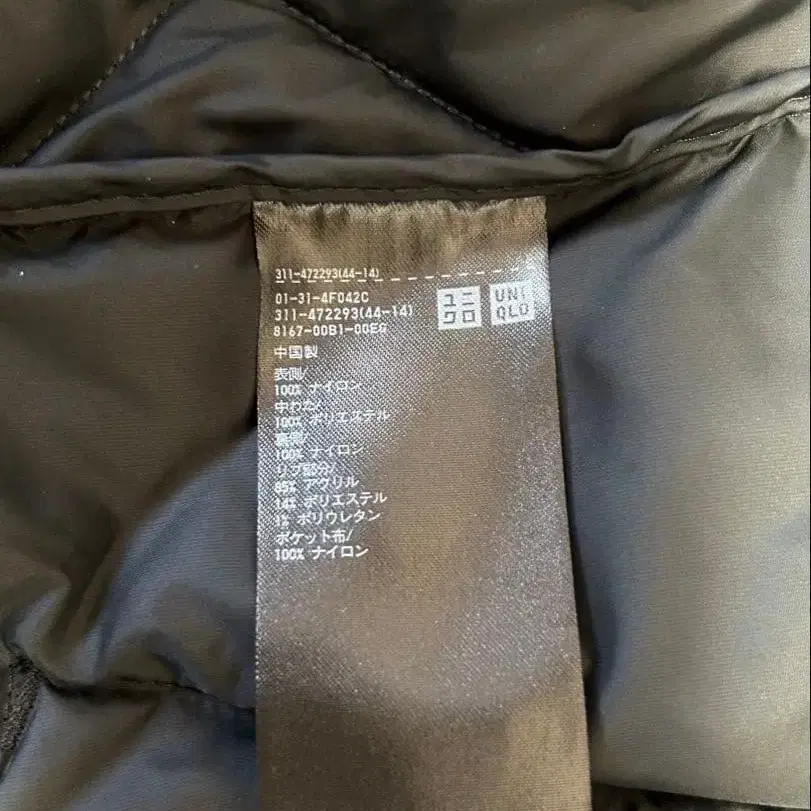 311-472293(44-14)
01-31-4F042C
311-472293(44-14)
8167-00B1-00EG
ユニ
クロ
UNI
QLO
中国製
表側/
100% ナイロン
中わた/
100% ポリエステル
裏側/
100% ナイロン
リブ部分/
85% アクリル
14% ポリエステル
1% ポリウレタン
ポケット布/
100% ナイロン